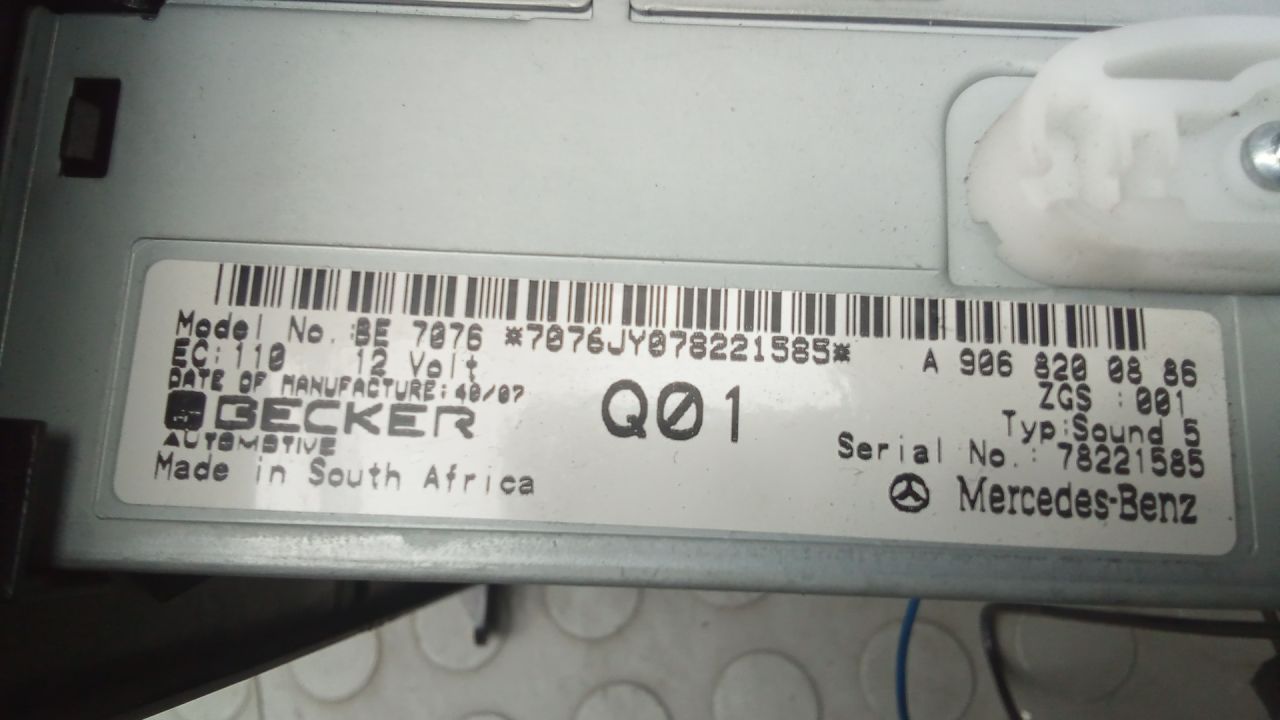 Model No.:BE 7076 *7076JY078221585* A 906 820 08 86
EC:110 12 Volt ZGS :001
DATE OF MANUFACTURE:40/07 Q01 Typ:Sound 5
BECKER Serial No.: 78221585
AUTOMOTIVE
Made in South Africa Mercedes-Benz